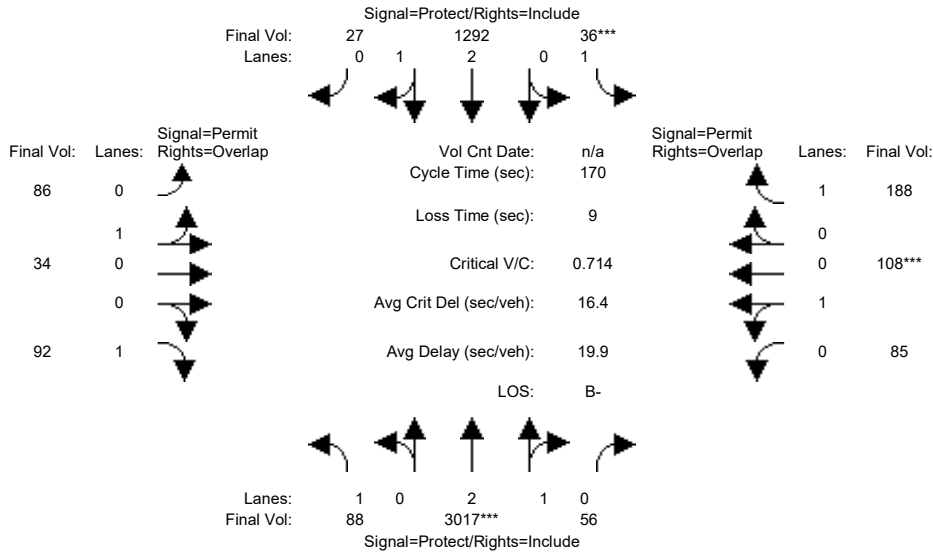 Signal=Protect/Rights=Include
Final Vol: 27 1292 36***
Lanes: 0 1 2 0 1
Signal=Permit Signal=Permit
Final Vol: Lanes: Rights=Overlap Vol Cnt Date: n/a Rights=Overlap Lanes: Final Vol:
Cycle Time (sec): 170
86 0 1 188
Loss Time (sec): 9
1 0
34 0 Critical V/C: 0.714 0 108***
0 Avg Crit Del (sec/veh): 16.4 1
92 1 Avg Delay (sec/veh): 19.9 0 85
LOS: B-
Lanes: 1 0 2 1 0
Final Vol: 88 3017*** 56
Signal=Protect/Rights=Include